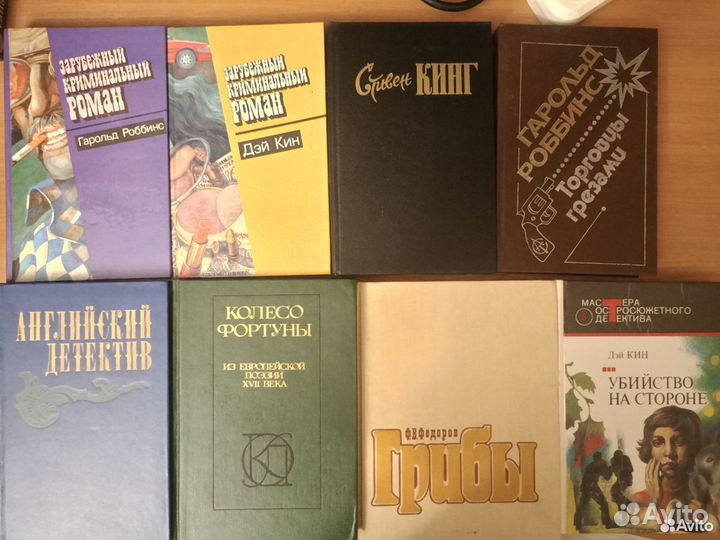 ЗАРУБЕЖНЫЙ
КРИМИНАЛЬНЫЙ
РОМАН
Гарольд Роббинс
ЗАРУБЕЖНЫЙ
КРИМИНАЛЬНЫЙ
РОМАН
Дэй Кин
Стивен КИНГ
ГАРОЛЬД
РОББИНС
Торговцы
грезами
АНГЛИЙСКИЙ
ДЕТЕКТИВ
КОЛЕСО
ФОРТУНЫ
ИЗ ЕВРОПЕЙСКОЙ
ПОЭЗИИ
XVII ВЕКА
Ф.В.Федоров
Грибы
МАСТЕРА
ОСТРОСЮЖЕТНОГО
ДЕТЕКТИВА
Дэй КИН
УБИЙСТВО
НА СТОРОНЕ
Avito
Avito